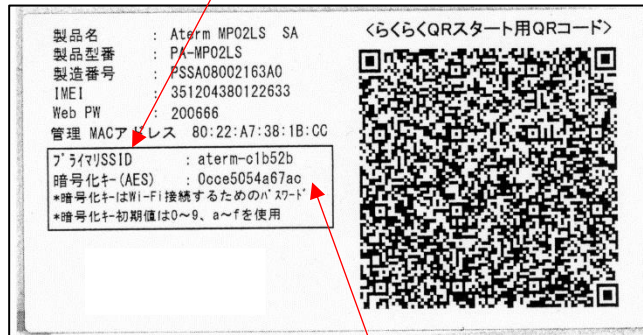 製品名 : Aterm MP02LS SA
製品型番 : PA-MP02LS
製造番号 : PSSA08002163A0
IMEI : 351204380122633
Web PW : 200666
管理 MACアドレス 80:22:A7:38:1B:CC
プライマリSSID : aterm-c1b52b
暗号化キー(AES) : 0cce5054a67ac
*暗号化キーはWi-Fi接続するためのパスワード
*暗号化キー初期値は0～9、a～fを使用
<らくらくQRスタート用QRコード>